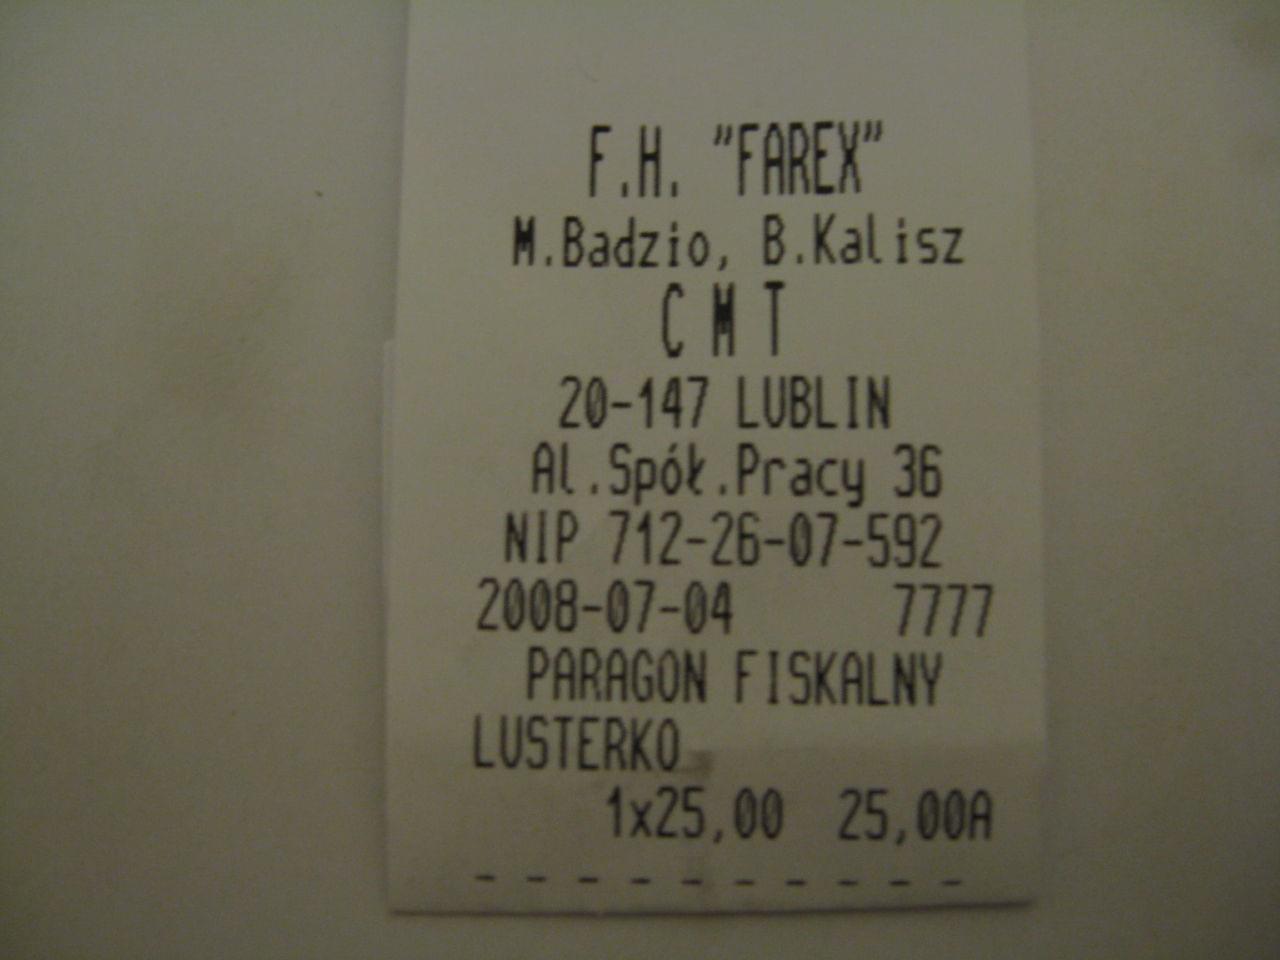 F.H. "FAREX"
M.Badzio, B.Kalisz
C M T
20-147 LUBLIN
Al.Spół.Pracy 36
NIP 712-26-07-592
2008-07-04 7777
PARAGON FISKALNY
LUSTERKO
1x25,00 25,00A
- - - - - - - - - -